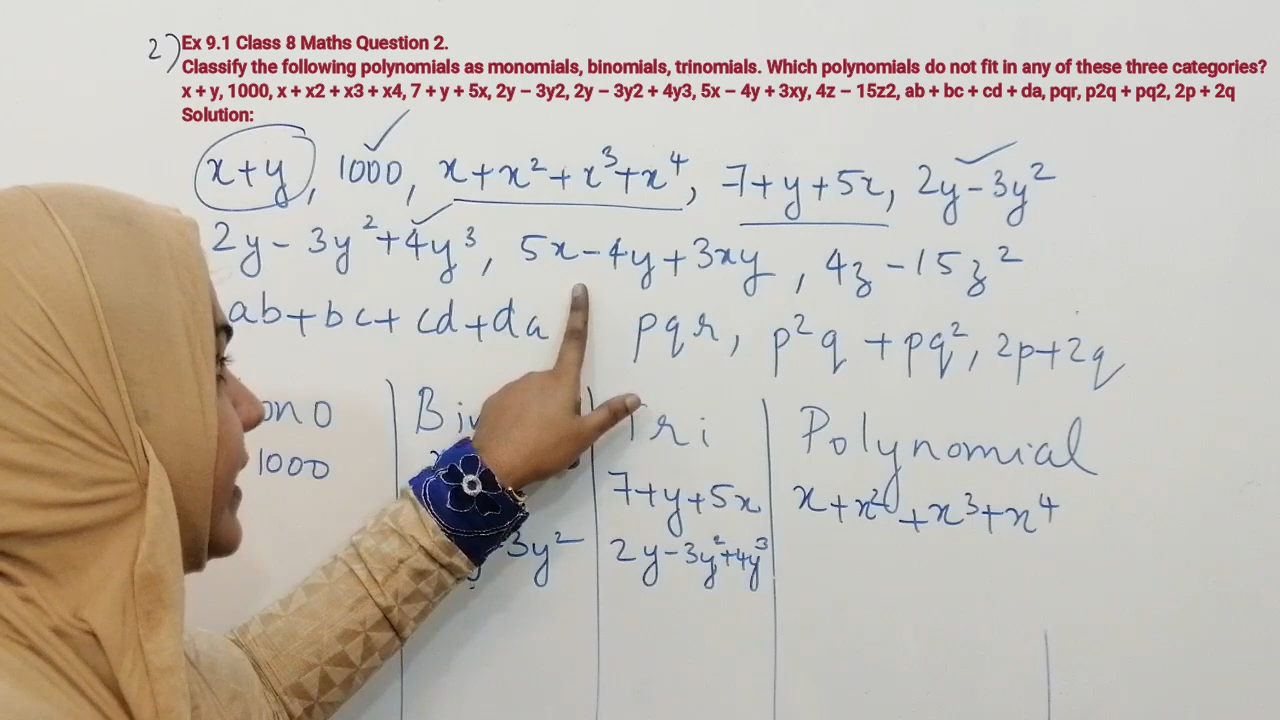 2)
Ex 9.1 Class 8 Maths Question 2.
Classify the following polynomials as monomials, binomials, trinomials. Which polynomials do not fit in any of these three categories?
x + y, 1000, x + x2 + x3 + x4, 7 + y + 5x, 2y – 3y2, 2y – 3y2 + 4y3, 5x – 4y + 3xy, 4z – 15z2, ab + bc + cd + da, pqr, p2q + pq2, 2p + 2q
Solution:
x+y, 1000, x+x²+x³+x⁴, 7+y+5x, 2y-3y²
2y-3y²+4y³, 5x-4y+3xy, 4z-15z²
ab+bc+cd+da pqr, p²q+pq², 2p+2q
Tri Polynomial
1000
7+y+5x x+x²+x³+x⁴
3y² 2y-3y²+4y³